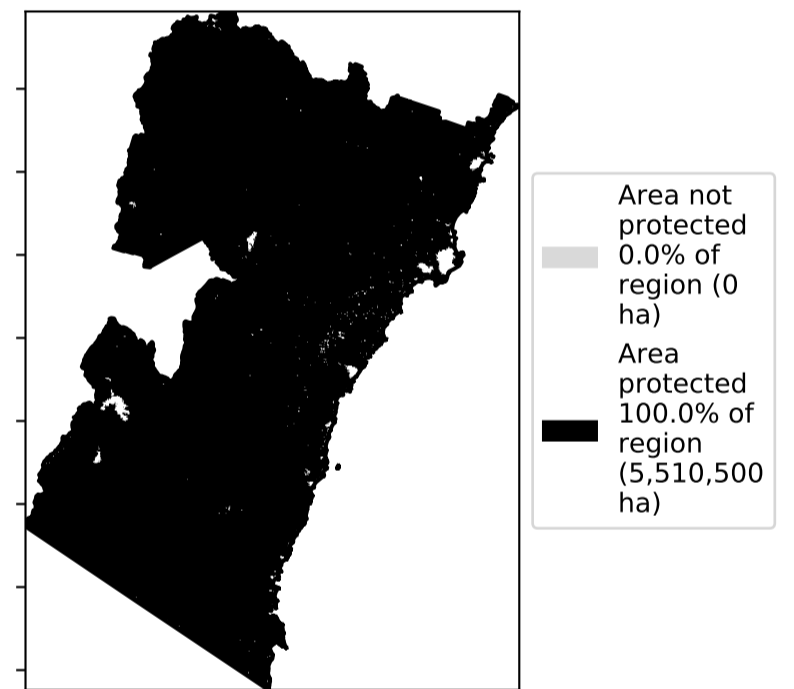 Area not
protected
0.0% of
region (0
ha)
Area
protected
100.0% of
region
(5,510,500
ha)